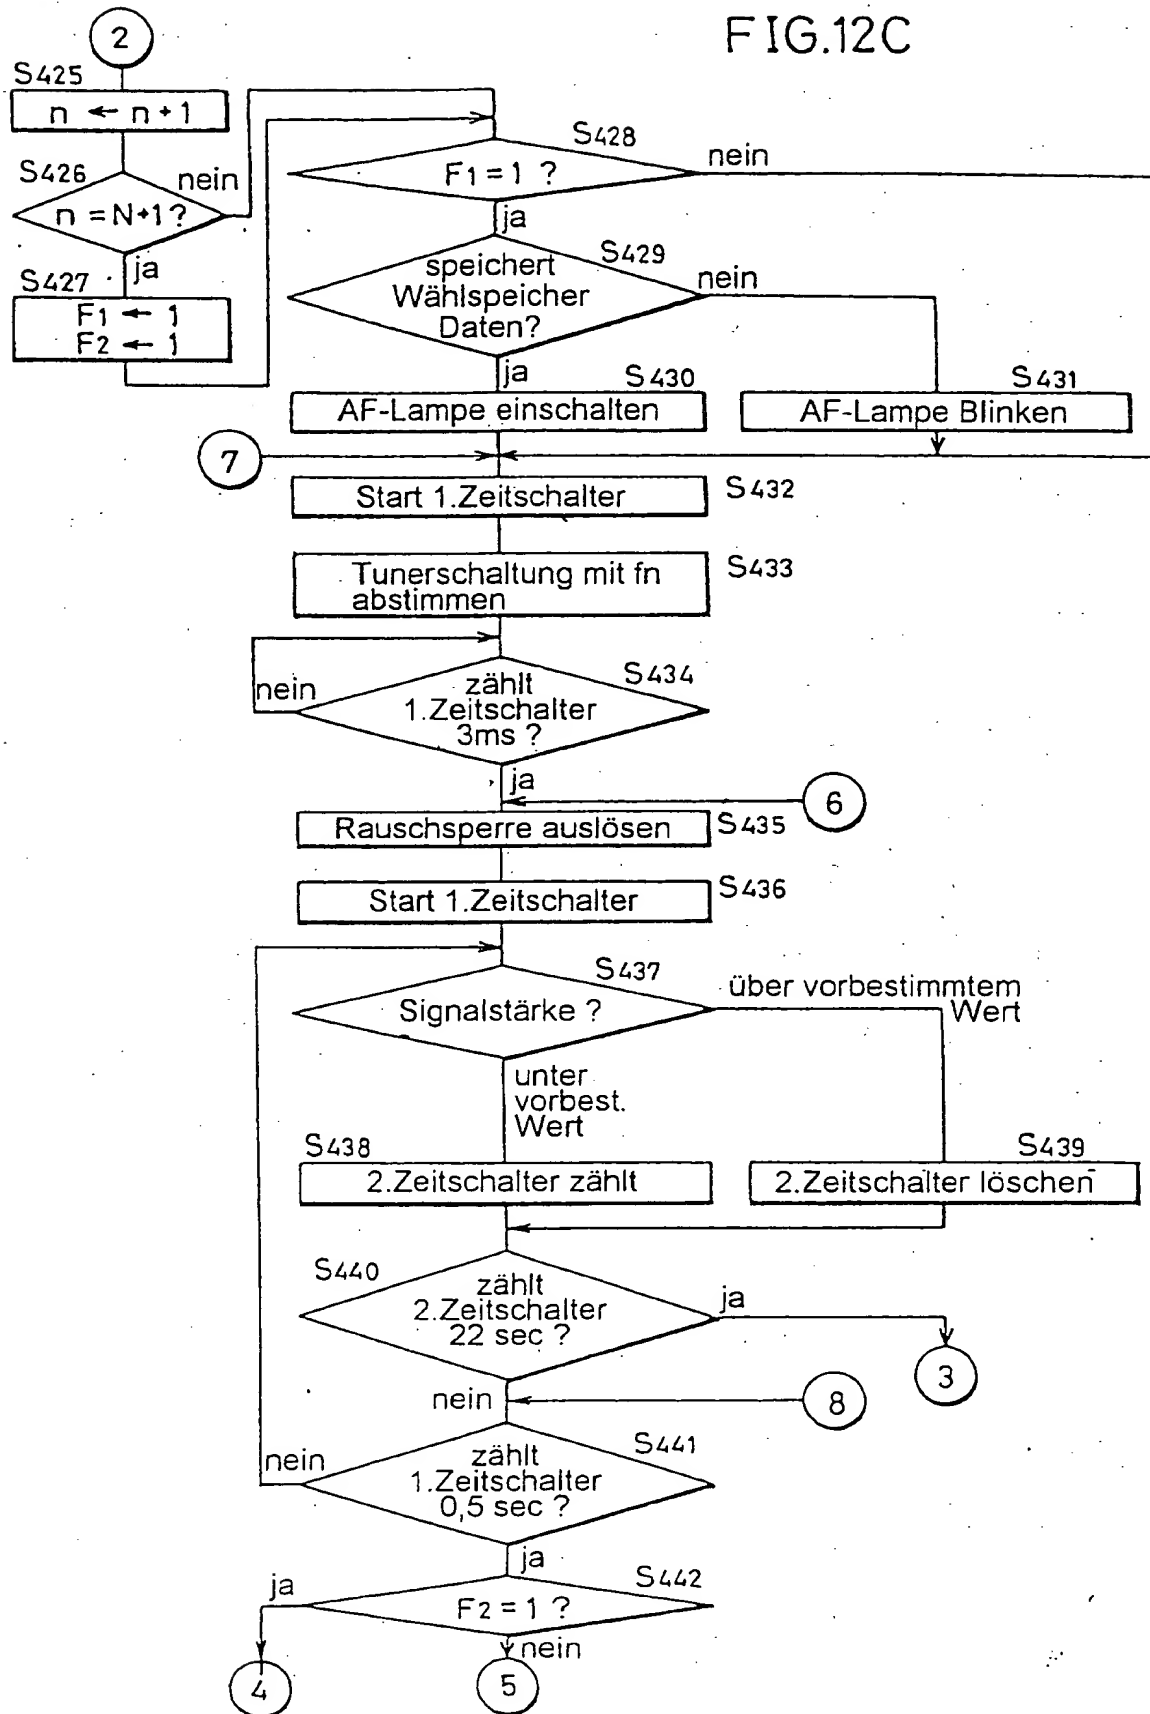 FIG.12C
2
S425
n ← n+1
S426
nein
n = N+1?
ja
S427
F1 ← 1
F2 ← 1
S428
F1 = 1 ?
nein
ja
S429
speichert
Wählspeicher
Daten?
nein
ja
S430
AF-Lampe einschalten
S431
AF-Lampe Blinken
7
Start 1.Zeitschalter
S432
Tunerschaltung mit fn
abstimmen
S433
S434
nein
zählt
1.Zeitschalter
3ms ?
ja
6
Rauschsperre auslösen
S435
Start 1.Zeitschalter
S436
S437
Signalstärke ?
über vorbestimmtem
Wert
unter
vorbest.
Wert
S438
2.Zeitschalter zählt
S439
2.Zeitschalter löschen
S440
zählt
2.Zeitschalter
22 sec ?
ja
3
nein
8
S441
nein
zählt
1.Zeitschalter
0,5 sec ?
ja
S442
ja
F2 = 1 ?
nein
4
5